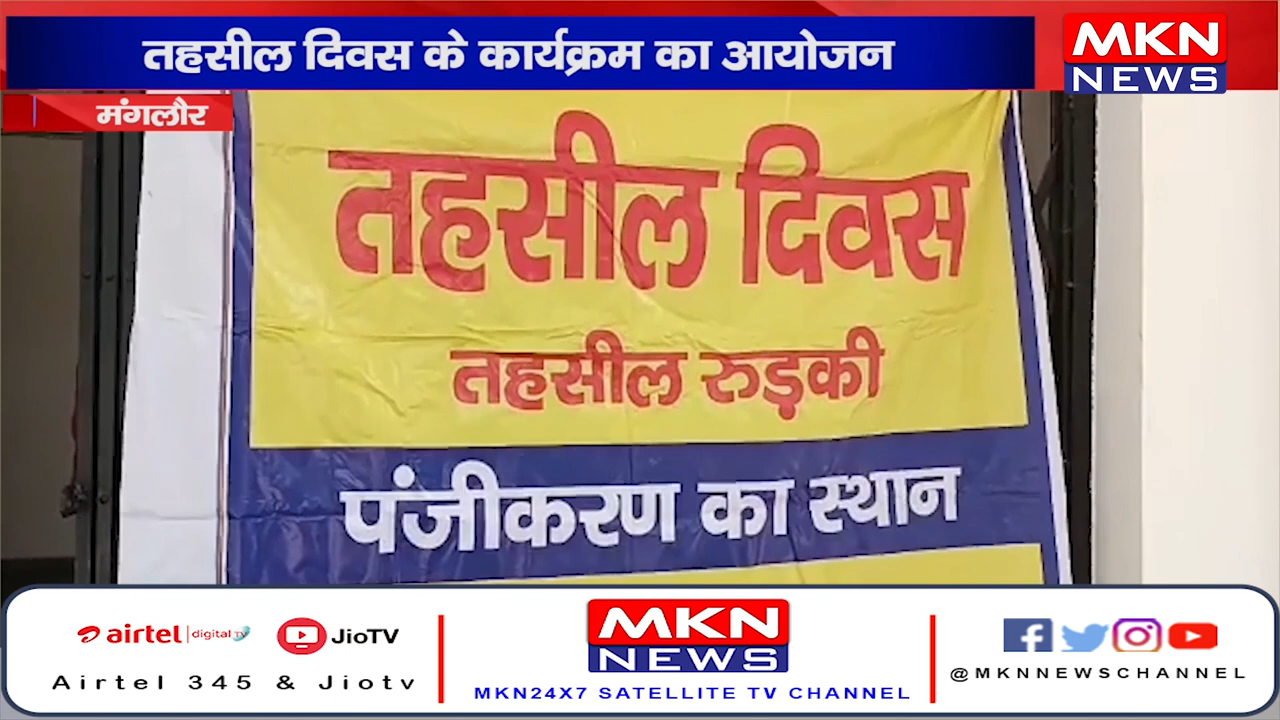 तहसील दिवस के कार्यक्रम का आयोजन
MKN
NEWS
मंगलौर
तहसील दिवस
तहसील रुड़की
पंजीकरण का स्थान
airtel digital TV
JioTV
Airtel 345 & Jiotv
MKN
NEWS
MKN24X7 SATELLITE TV CHANNEL
@MKNNEWSCHANNEL